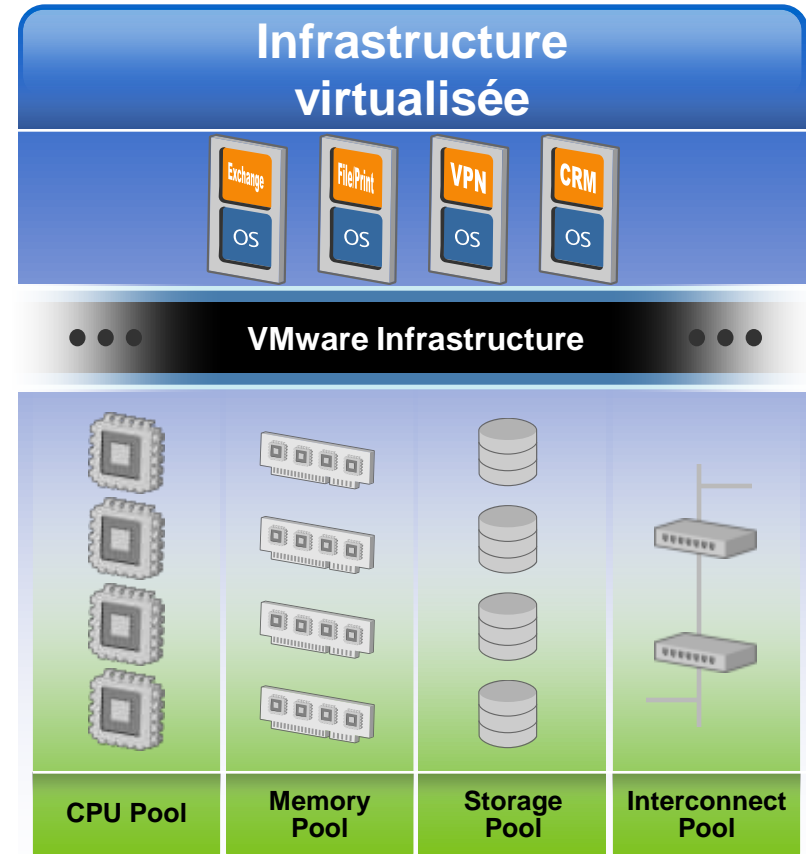 Infrastructure
virtualisée
Exchange
File/Print
VPN
CRM
OS
OS
OS
OS
VMware Infrastructure
CPU Pool
Memory
Pool
Storage
Pool
Interconnect
Pool